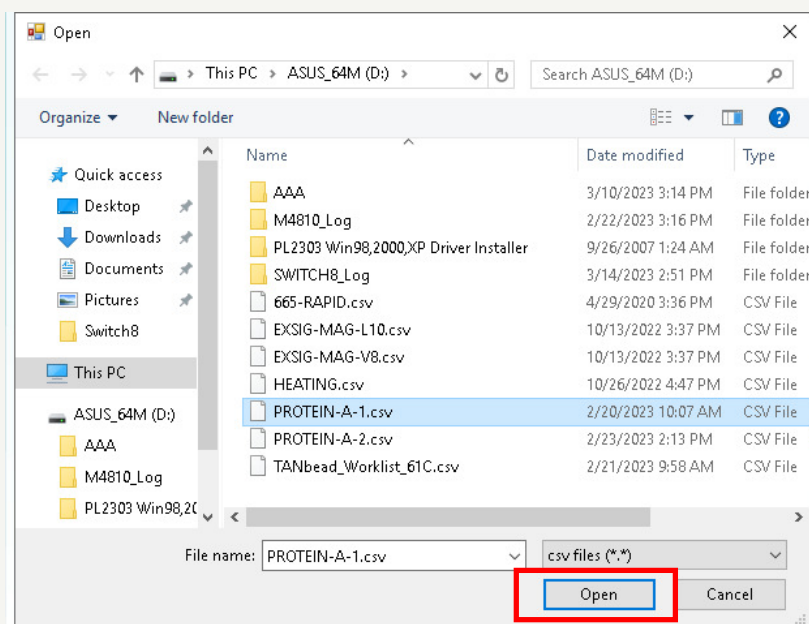 Open
This PC > ASUS_64M (D:) >
Search ASUS_64M (D:)
Organize
New folder
Name Date modified Type
Quick access
Desktop
Downloads
Documents
Pictures
Switch8
This PC
ASUS_64M (D:)
AAA
M4810_Log
PL2303 Win98,20
AAA 3/10/2023 3:14 PM File folder
M4810_Log 2/22/2023 3:16 PM File folder
PL2303 Win98,2000,XP Driver Installer 9/26/2007 1:24 AM File folder
SWITCH8_Log 3/14/2023 2:51 PM File folder
665-RAPID.csv 4/29/2020 3:36 PM CSV File
EXSIG-MAG-L10.csv 10/13/2022 3:37 PM CSV File
EXSIG-MAG-V8.csv 10/13/2022 3:37 PM CSV File
HEATING.csv 10/26/2022 4:47 PM CSV File
PROTEIN-A-1.csv 2/20/2023 10:07 AM CSV File
PROTEIN-A-2.csv 2/23/2023 2:13 PM CSV File
TANbead_Worklist_61C.csv 2/21/2023 9:58 AM CSV File
File name: PROTEIN-A-1.csv csv files (*.*)
Open Cancel